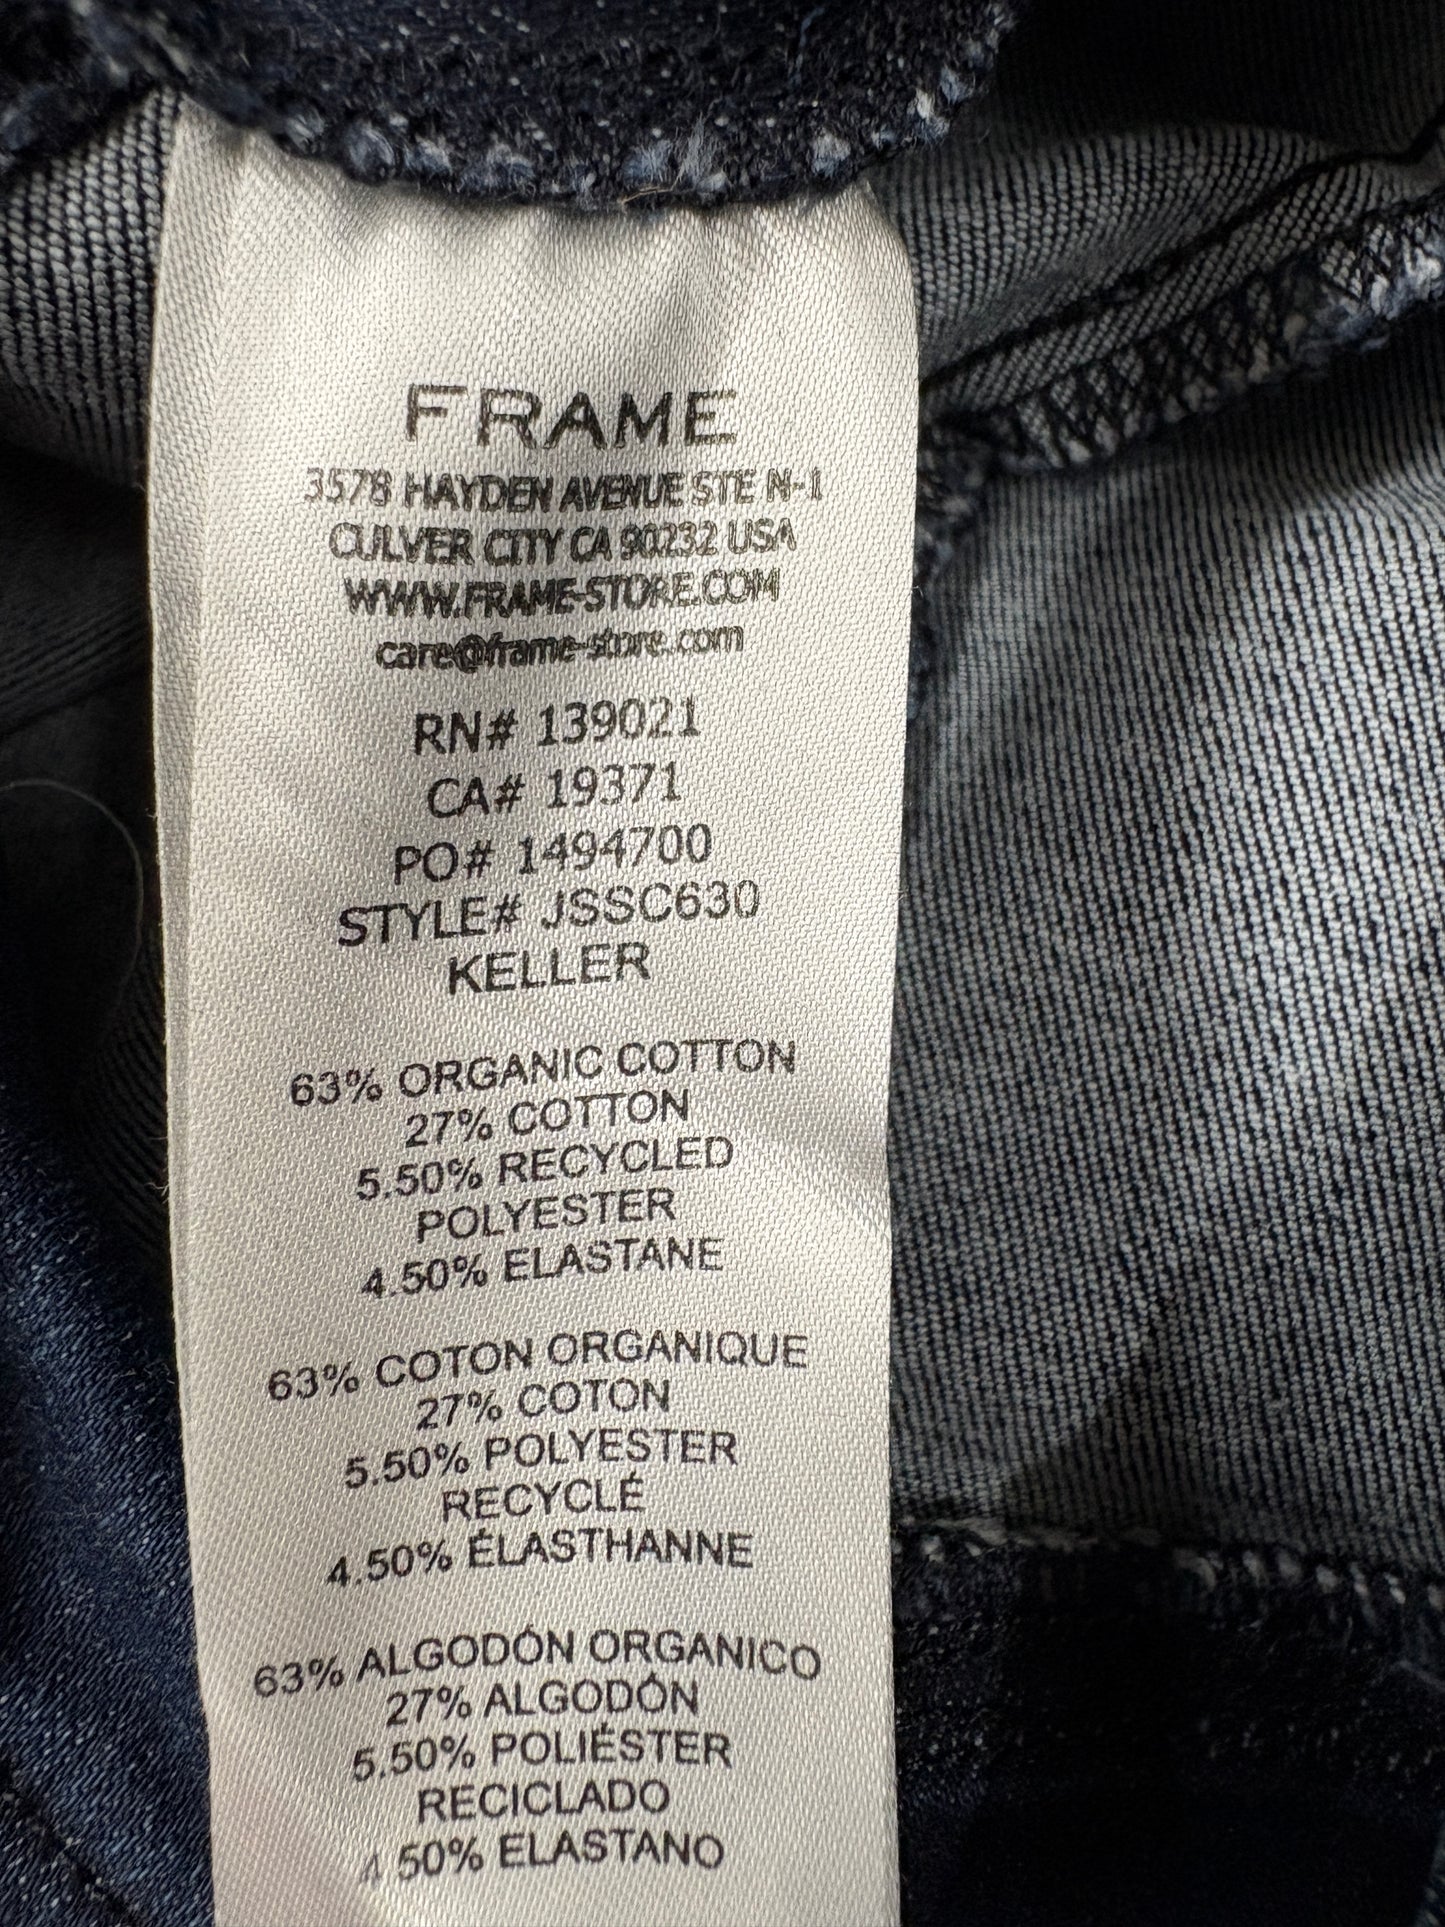 FRAME
3578 HAYDEN AVENUE STE N-1
CULVER CITY CA 90232 USA
WWW.FRAME-STORE.COM
care@frame-store.com
RN# 139021
CA# 19371
PO# 1494700
STYLE# JSSC630
KELLER
63% ORGANIC COTTON
27% COTTON
5.50% RECYCLED
POLYESTER
4.50% ELASTANE
63% COTON ORGANIQUE
27% COTON
5.50% POLYESTER
RECYCLÉ
4.50% ÉLASTHANNE
63% ALGODÓN ORGANICO
27% ALGODÓN
5.50% POLIÉSTER
RECICLADO
4 50% ELASTANO